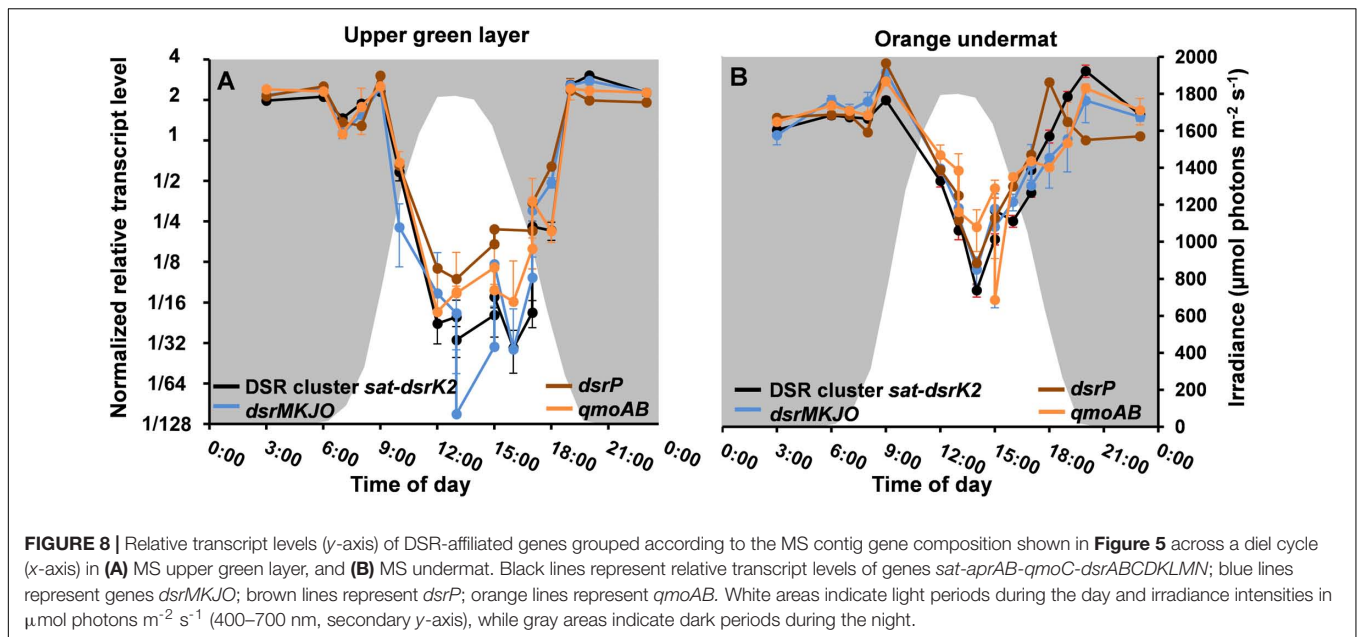 Upper green layer
Orange undermat
A
B
Normalized relative transcript level
4
2
1
1/2
1/4
1/8
1/16
1/32
1/64
1/128
DSR cluster sat-dsrK2
dsrMKJO
dsrP
qmoAB
0:00
3:00
6:00
9:00
12:00
15:00
18:00
21:00
0:00
Time of day
DSR cluster sat-dsrK2
dsrMKJO
dsrP
qmoAB
0:00
3:00
6:00
9:00
12:00
15:00
18:00
21:00
0:00
Time of day
2000
1800
1600
1400
1200
1000
800
600
400
200
0
Irradiance (µmol photons m⁻² s⁻¹)
FIGURE 8 | Relative transcript levels (y-axis) of DSR-affiliated genes grouped according to the MS contig gene composition shown in Figure 5 across a diel cycle
(x-axis) in (A) MS upper green layer, and (B) MS undermat. Black lines represent relative transcript levels of genes sat-aprAB-qmoC-dsrABCDKLMN; blue lines
represent genes dsrMKJO; brown lines represent dsrP; orange lines represent qmoAB. White areas indicate light periods during the day and irradiance intensities in
µmol photons m⁻² s⁻¹ (400–700 nm, secondary y-axis), while gray areas indicate dark periods during the night.